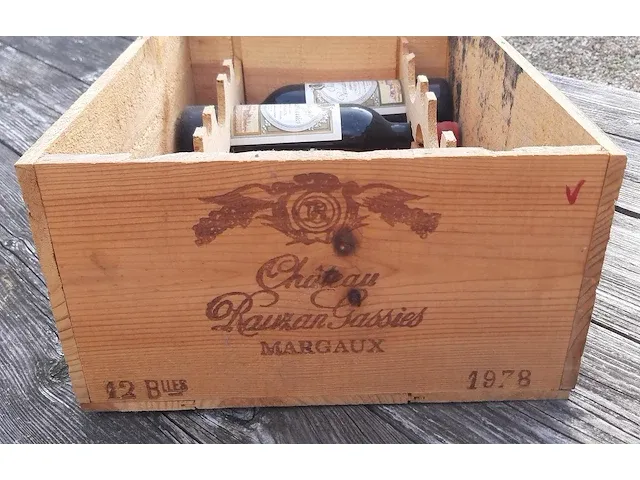 Château
Rauzan Gassies
MARGAUX
12 BLLES
1978